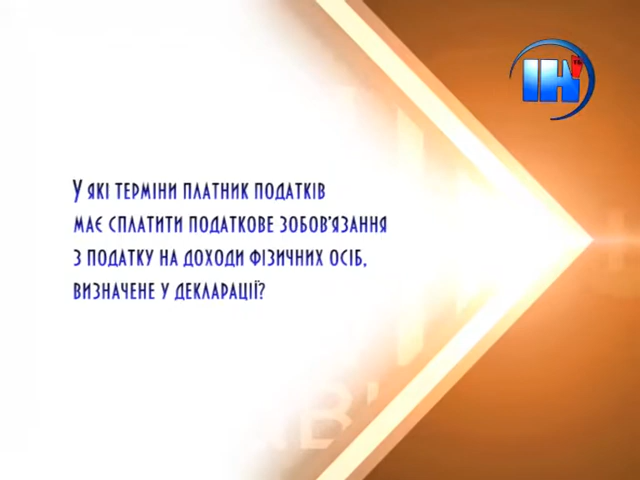 ІН
У ЯКІ ТЕРМІНИ ПЛАТНИК ПОДАТКІВ
МАЄ СПЛАТИТИ ПОДАТКОВЕ ЗОБОВ'ЯЗАННЯ
З ПОДАТКУ НА ДОХОДИ ФІЗИЧНИХ ОСІБ,
ВИЗНАЧЕНЕ У ДЕКЛАРАЦІЇ?